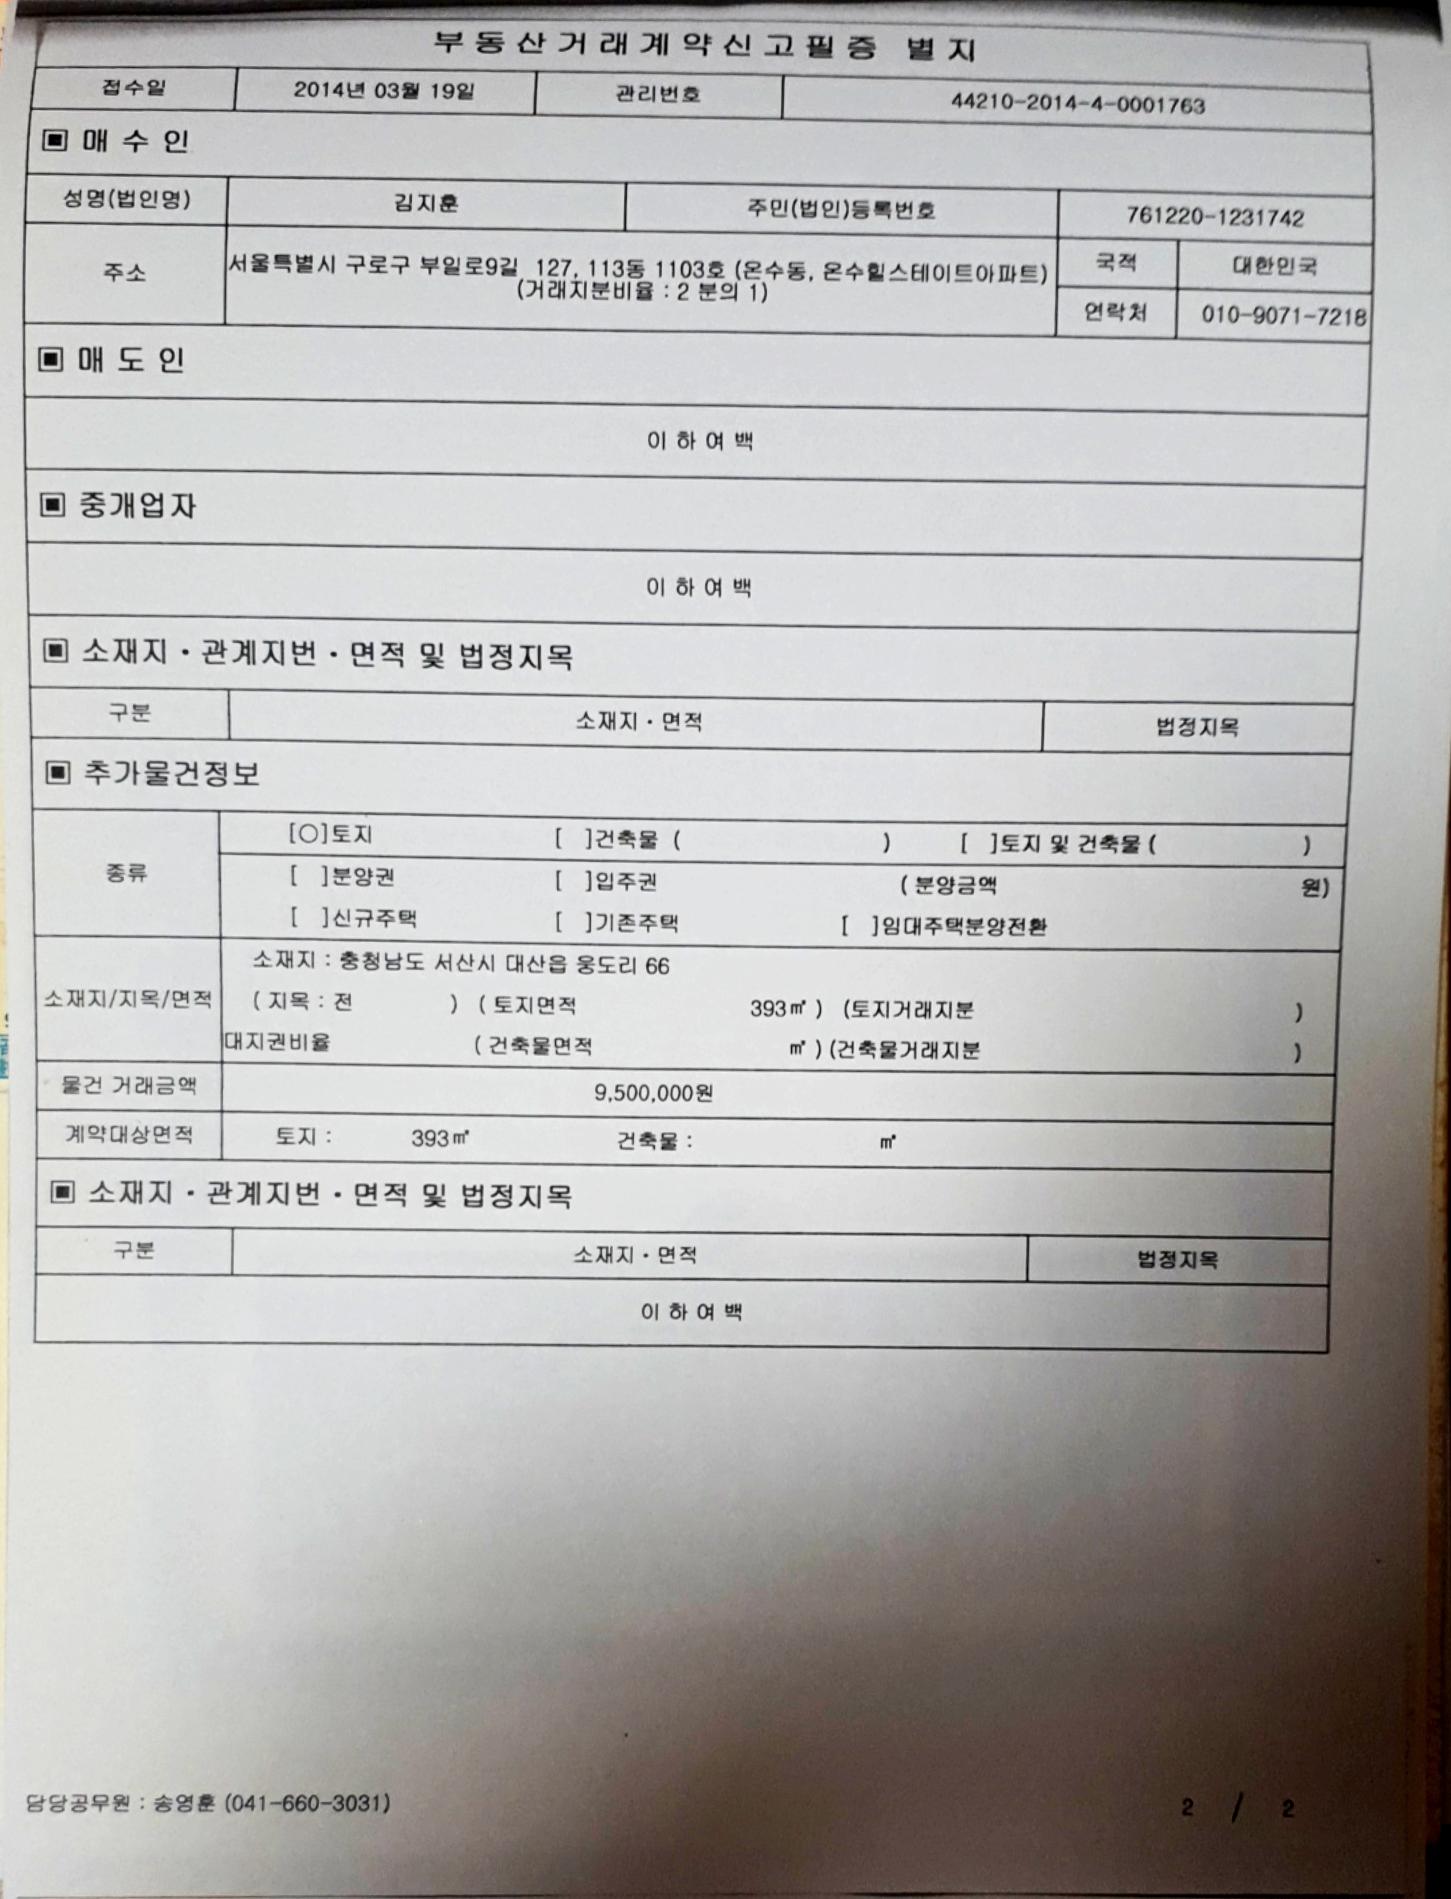 부동산거래계약신고필증 별지
접수일 2014년 03월 19일 관리번호 44210-2014-4-0001763
▣ 매 수 인
성명(법인명) 김지훈 주민(법인)등록번호 761220-1231742
주소 서울특별시 구로구 부일로9길 127, 113동 1103호 (온수동, 온수힐스테이트아파트) 국적 대한민국
(거래지분비율 : 2 분의 1)
연락처 010-9071-7218
▣ 매 도 인
이 하 여 백
▣ 중개업자
이 하 여 백
▣ 소재지·관계지번·면적 및 법정지목
구분 소재지·면적 법정지목
▣ 추가물건정보
종류 [○]토지 [ ]건축물 ( ) [ ]토지 및 건축물 ( )
[ ]분양권 [ ]입주권 ( 분양금액 원)
[ ]신규주택 [ ]기존주택 [ ]임대주택분양전환
소재지/지목/면적 소재지 : 충청남도 서산시 대산읍 웅도리 66
( 지목 : 전 ) ( 토지면적 393㎡ ) (토지거래지분 )
대지권비율 ( 건축물면적 ㎡ ) (건축물거래지분 )
물건 거래금액 9,500,000원
계약대상면적 토지 : 393㎡ 건축물 : ㎡
▣ 소재지·관계지번·면적 및 법정지목
구분 소재지·면적 법정지목
이 하 여 백
담당공무원 : 송영훈 (041-660-3031) 2 / 2